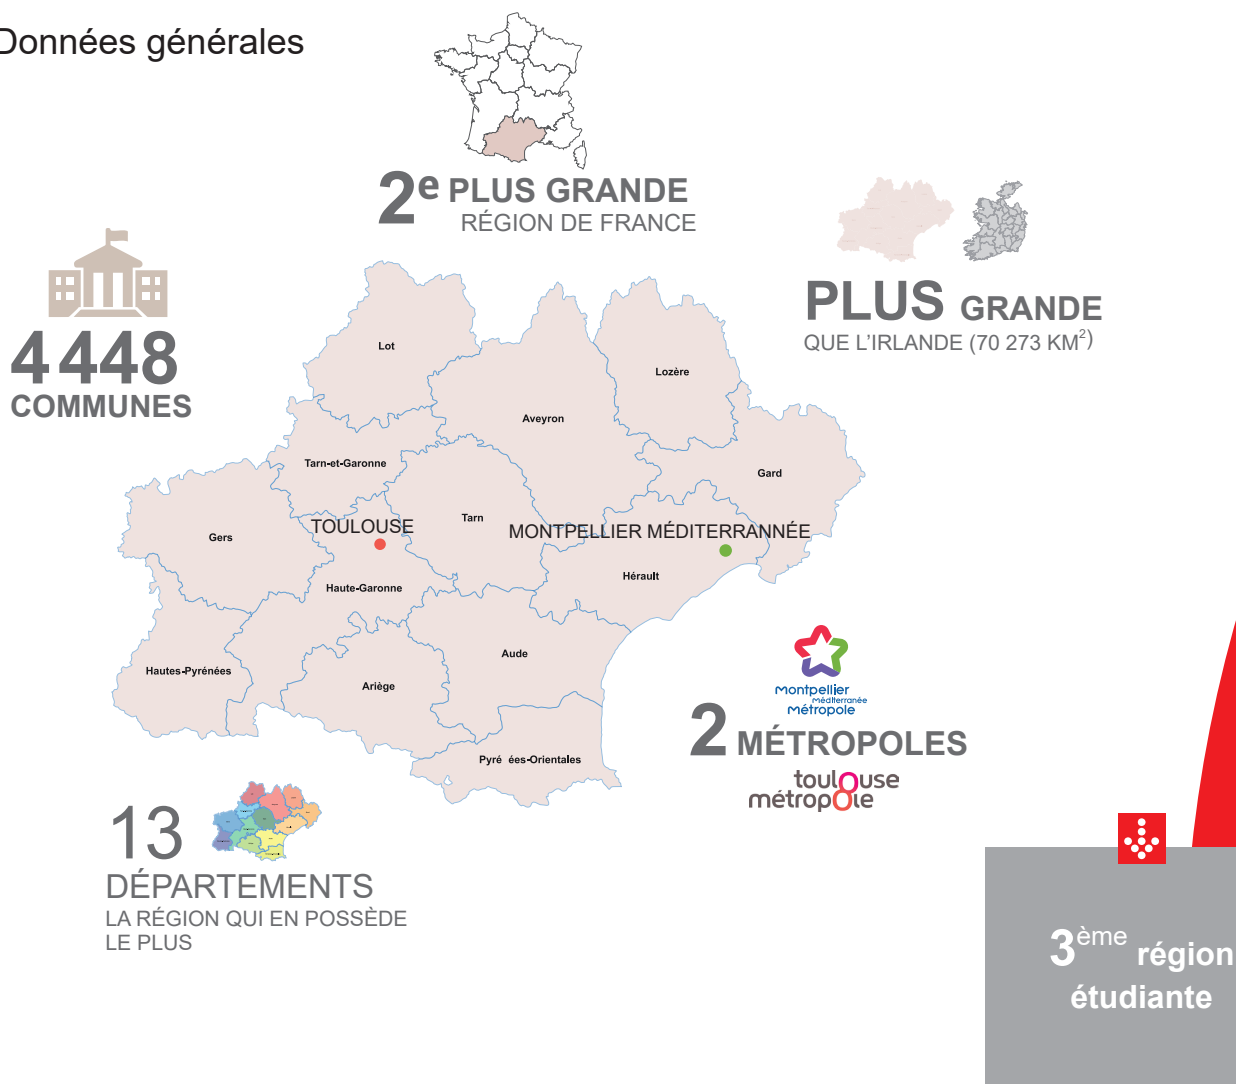 Données générales
2e PLUS GRANDE
RÉGION DE FRANCE
PLUS GRANDE
QUE L'IRLANDE (70 273 KM2)
4 448
COMMUNES
Lot
Lozère
Aveyron
Tarn-et-Garonne
Gard
Tarn
TOULOUSE
MONTPELLIER MÉDITERRANNÉE
Gers
Hérault
Haute-Garonne
Aude
Hautes-Pyrénées
Ariège
Pyré ées-Orientales
montpellier
méditerranée
métropole
2 MÉTROPOLES
toulouse
métropole
13
DÉPARTEMENTS
LA RÉGION QUI EN POSSÈDE
LE PLUS
3ème région
étudiante